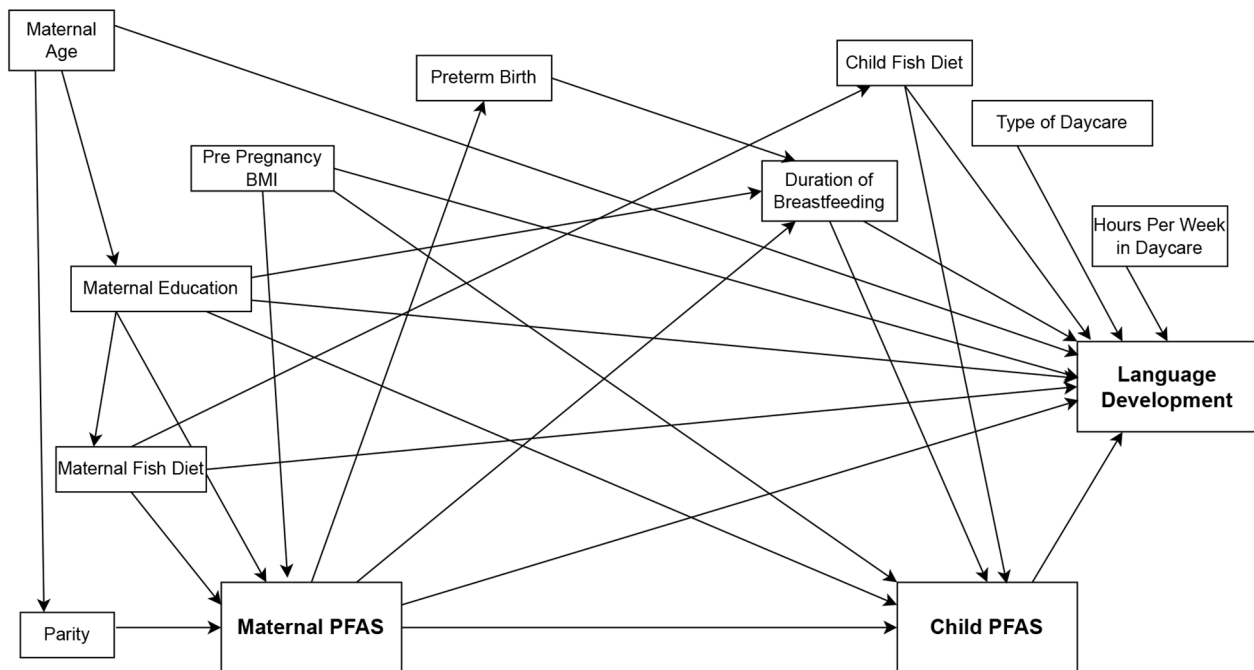 Maternal
Age
Preterm Birth
Child Fish Diet
Type of Daycare
Pre Pregnancy
BMI
Duration of
Breastfeeding
Hours Per Week
in Daycare
Maternal Education
Language
Development
Maternal Fish Diet
Parity
Maternal PFAS
Child PFAS